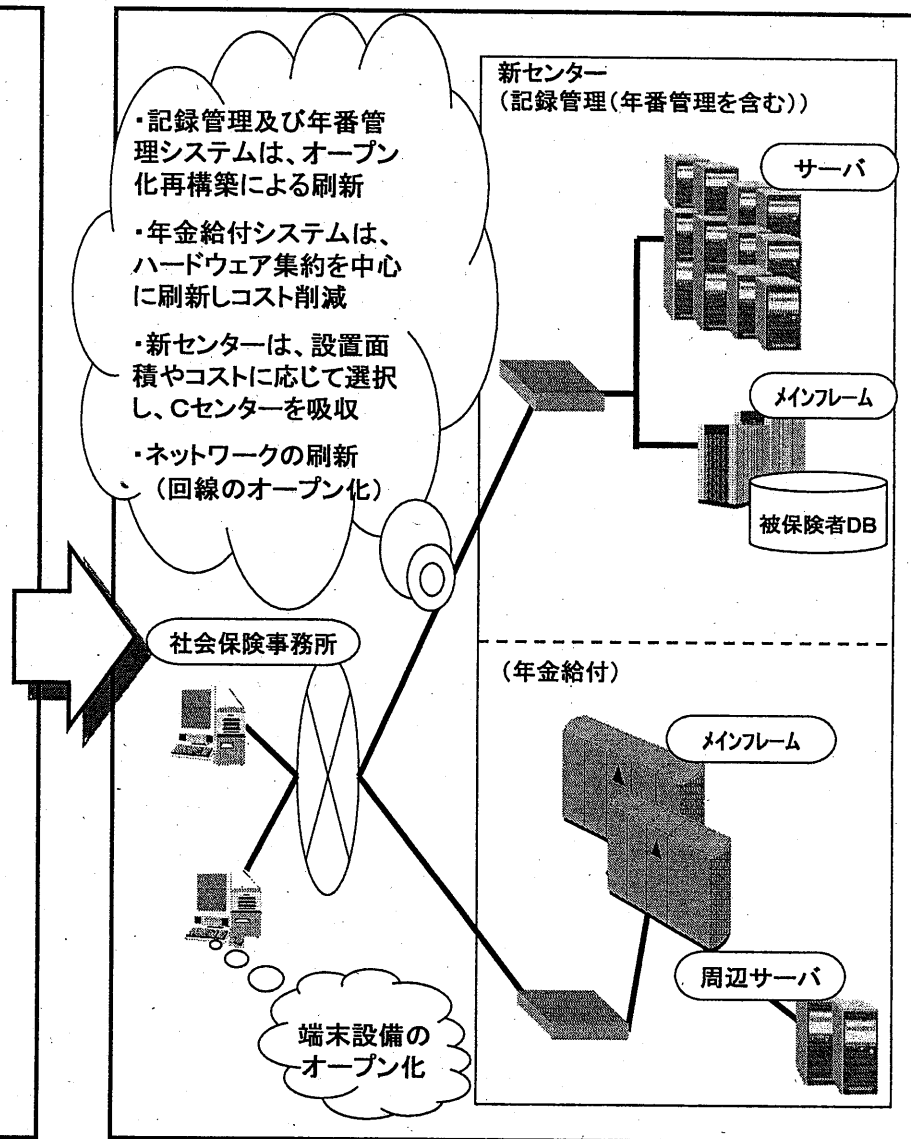 ・記録管理及び年番管
理システムは、オープン
化再構築による刷新
・年金給付システムは、
ハードウェア集約を中心
に刷新しコスト削減
・新センターは、設置面
積やコストに応じて選択
し、Cセンターを吸収
・ネットワークの刷新
（回線のオープン化）
社会保険事務所
端末設備の
オープン化
新センター
（記録管理（年番管理を含む））
サーバ
メインフレーム
被保険者DB
（年金給付）
メインフレーム
周辺サーバ